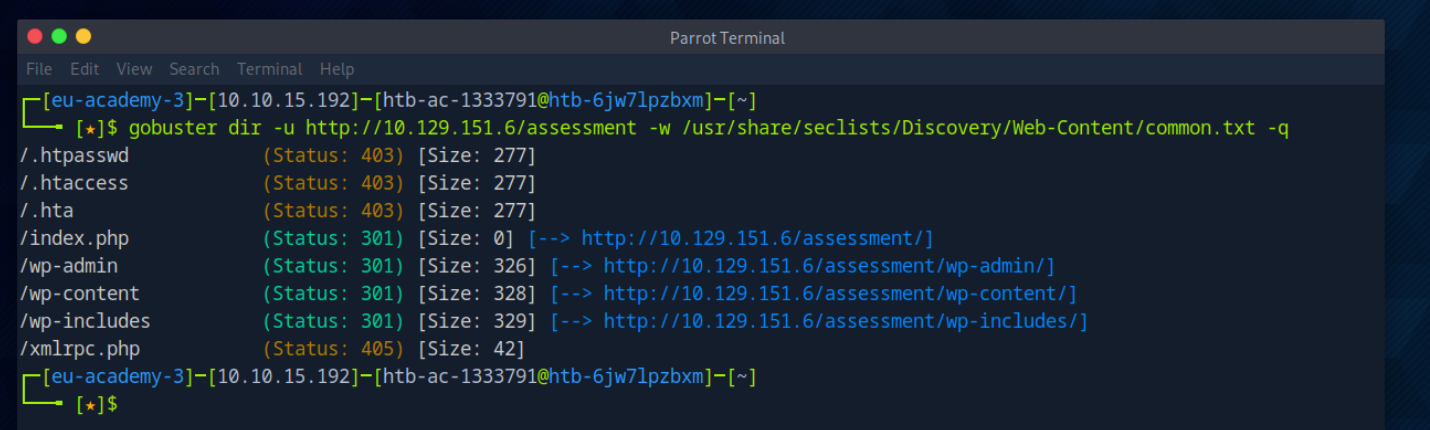 Parrot Terminal
File Edit View Search Terminal Help
┌─[eu-academy-3]─[10.10.15.192]─[htb-ac-1333791@htb-6jw7lpzbxm]─[~]
└──╼ [★]$ gobuster dir -u http://10.129.151.6/assessment -w /usr/share/seclists/Discovery/Web-Content/common.txt -q
/.htpasswd (Status: 403) [Size: 277]
/.htaccess (Status: 403) [Size: 277]
/.hta (Status: 403) [Size: 277]
/index.php (Status: 301) [Size: 0] [--> http://10.129.151.6/assessment/]
/wp-admin (Status: 301) [Size: 326] [--> http://10.129.151.6/assessment/wp-admin/]
/wp-content (Status: 301) [Size: 328] [--> http://10.129.151.6/assessment/wp-content/]
/wp-includes (Status: 301) [Size: 329] [--> http://10.129.151.6/assessment/wp-includes/]
/xmlrpc.php (Status: 405) [Size: 42]
┌─[eu-academy-3]─[10.10.15.192]─[htb-ac-1333791@htb-6jw7lpzbxm]─[~]
└──╼ [★]$